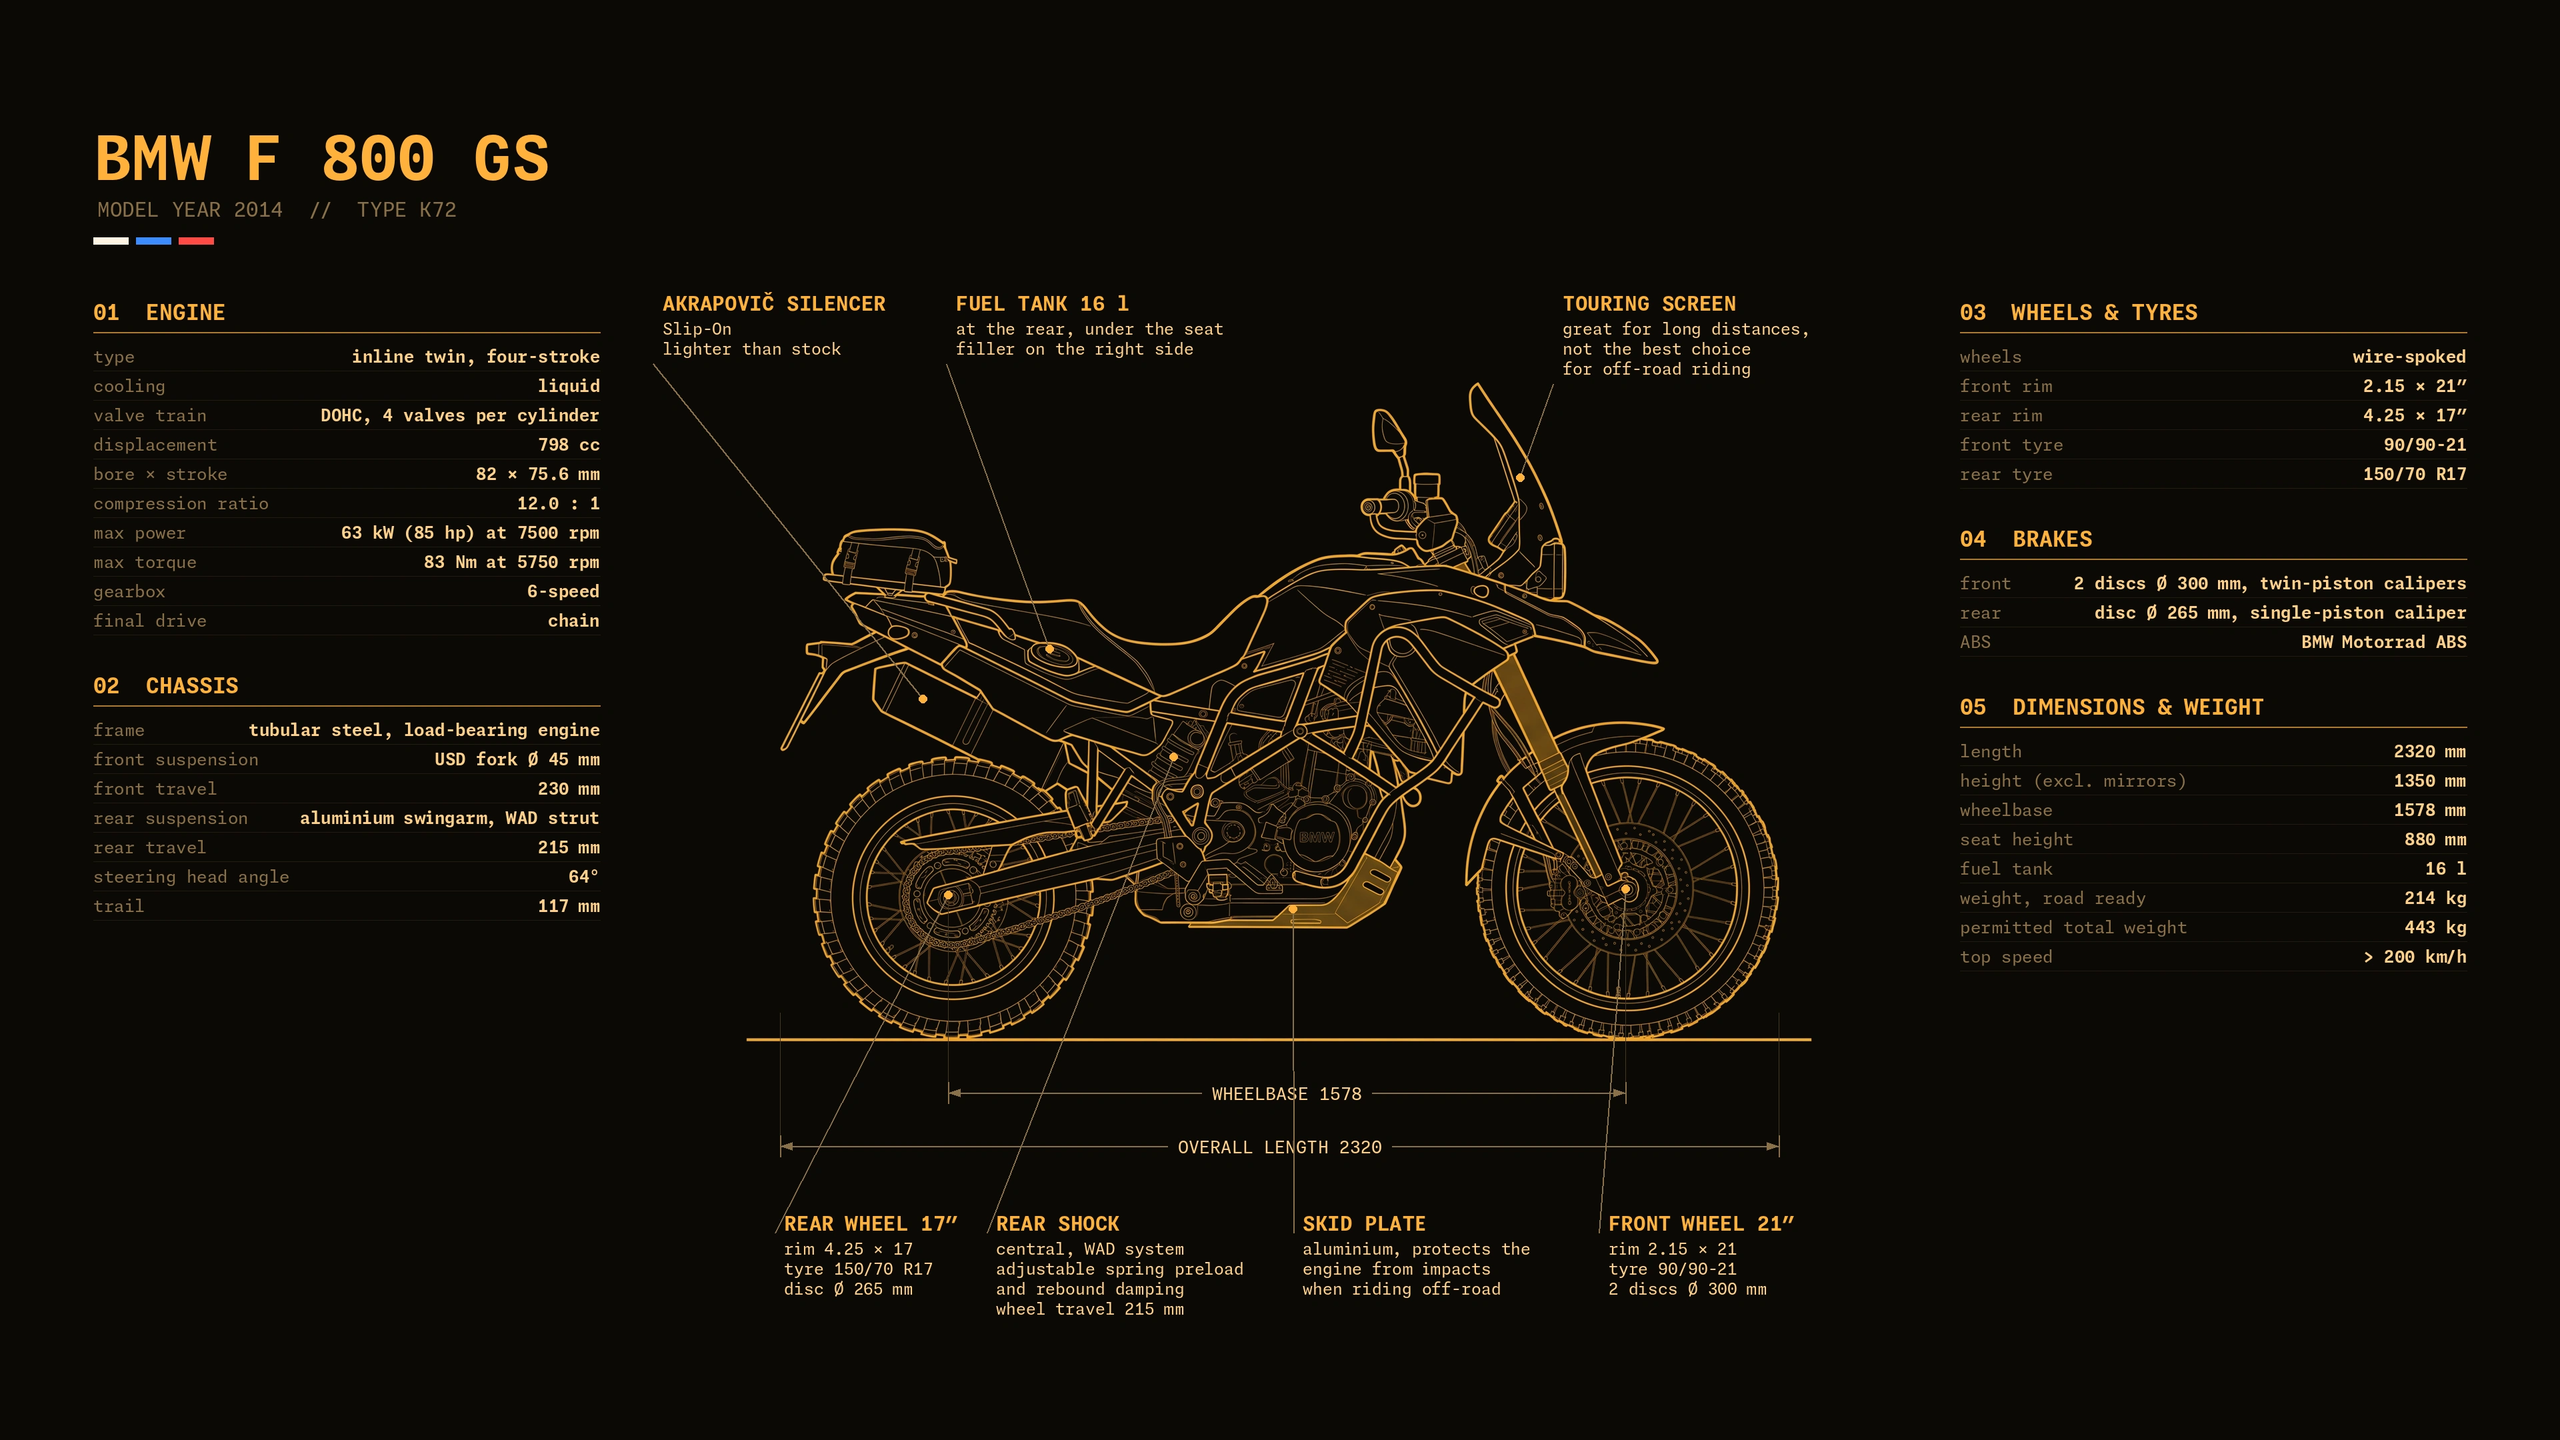 BMW F 800 GS
MODEL YEAR 2014 // TYPE K72
01 ENGINE
type inline twin, four-stroke
cooling liquid
valve train DOHC, 4 valves per cylinder
displacement 798 cc
bore × stroke 82 × 75.6 mm
compression ratio 12.0 : 1
max power 63 kW (85 hp) at 7500 rpm
max torque 83 Nm at 5750 rpm
gearbox 6-speed
final drive chain
02 CHASSIS
frame tubular steel, load-bearing engine
front suspension USD fork Ø 45 mm
front travel 230 mm
rear suspension aluminium swingarm, WAD strut
rear travel 215 mm
steering head angle 64°
trail 117 mm
AKRAPOVIČ SILENCER
Slip-On
lighter than stock
FUEL TANK 16 l
at the rear, under the seat
filler on the right side
TOURING SCREEN
great for long distances,
not the best choice
for off-road riding
BMW
WHEELBASE 1578
OVERALL LENGTH 2320
REAR WHEEL 17″
rim 4.25 × 17
tyre 150/70 R17
disc Ø 265 mm
REAR SHOCK
central, WAD system
adjustable spring preload
and rebound damping
wheel travel 215 mm
SKID PLATE
aluminium, protects the
engine from impacts
when riding off-road
FRONT WHEEL 21″
rim 2.15 × 21
tyre 90/90-21
2 discs Ø 300 mm
03 WHEELS & TYRES
wheels wire-spoked
front rim 2.15 × 21″
rear rim 4.25 × 17″
front tyre 90/90-21
rear tyre 150/70 R17
04 BRAKES
front 2 discs Ø 300 mm, twin-piston calipers
rear disc Ø 265 mm, single-piston caliper
ABS BMW Motorrad ABS
05 DIMENSIONS & WEIGHT
length 2320 mm
height (excl. mirrors) 1350 mm
wheelbase 1578 mm
seat height 880 mm
fuel tank 16 l
weight, road ready 214 kg
permitted total weight 443 kg
top speed > 200 km/h